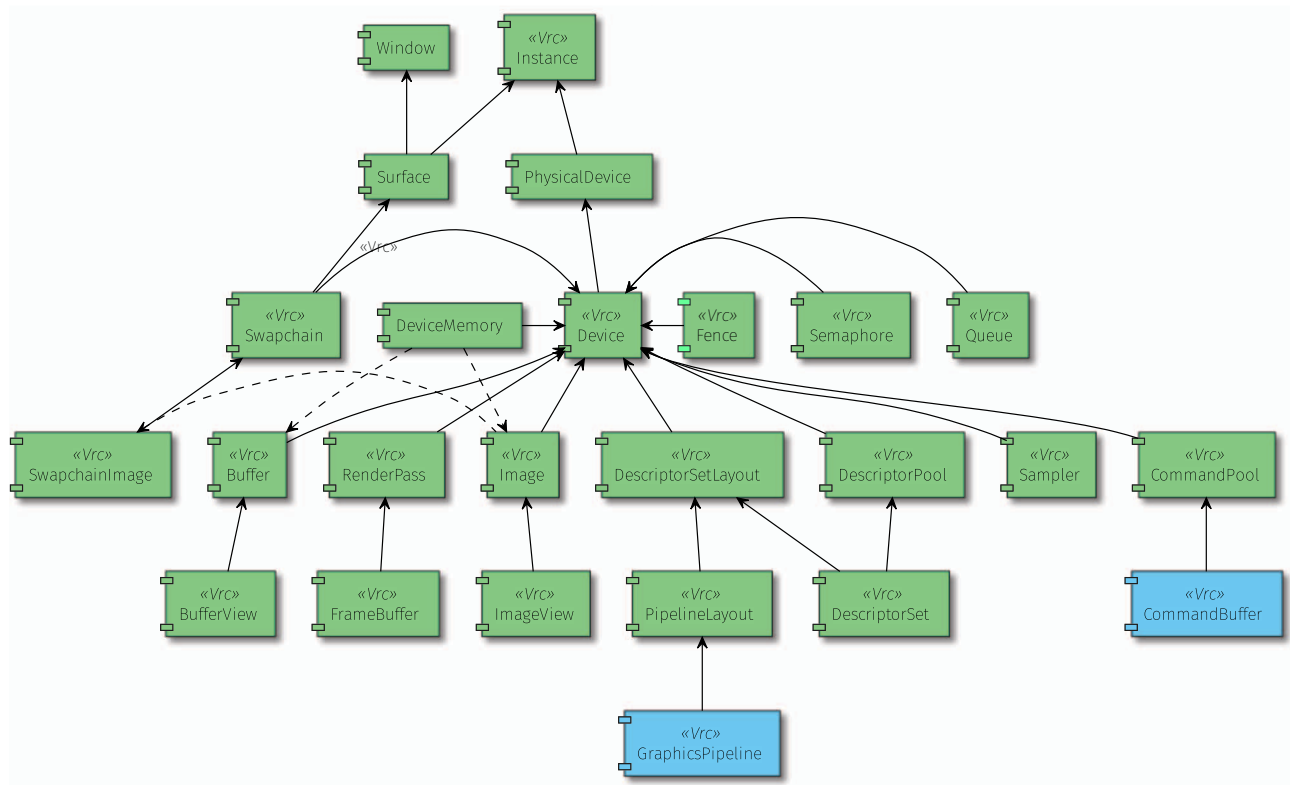 Window
«Vrc»
Instance
Surface
PhysicalDevice
«Vrc»
«Vrc»
Swapchain
DeviceMemory
«Vrc»
Device
«Vrc»
Fence
«Vrc»
Semaphore
«Vrc»
Queue
«Vrc»
SwapchainImage
«Vrc»
Buffer
«Vrc»
RenderPass
«Vrc»
Image
«Vrc»
DescriptorSetLayout
«Vrc»
DescriptorPool
«Vrc»
Sampler
«Vrc»
CommandPool
«Vrc»
BufferView
«Vrc»
FrameBuffer
«Vrc»
ImageView
«Vrc»
PipelineLayout
«Vrc»
DescriptorSet
«Vrc»
CommandBuffer
«Vrc»
GraphicsPipeline